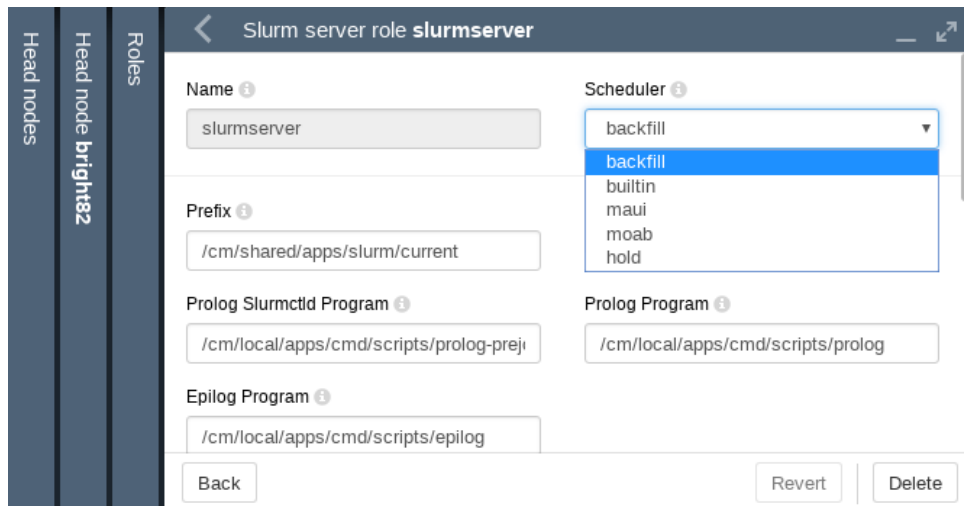 Head nodes
Head node bright82
Roles
Slurm server role slurmserver
Name
Scheduler
slurmserver
backfill
backfill
builtin
maui
moab
hold
Prefix
/cm/shared/apps/slurm/current
Prolog Slurmctld Program
Prolog Program
/cm/local/apps/cmd/scripts/prolog-prej
/cm/local/apps/cmd/scripts/prolog
Epilog Program
/cm/local/apps/cmd/scripts/epilog
Back
Revert
Delete